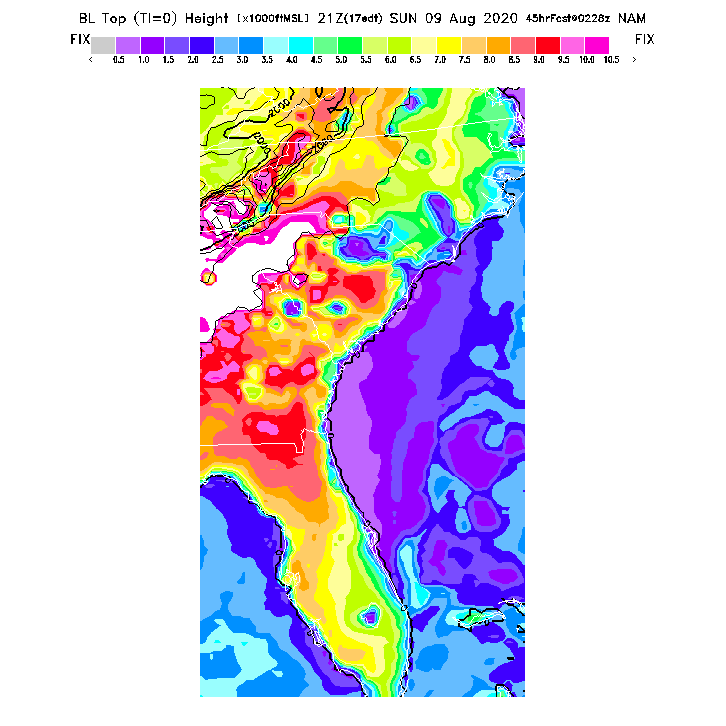 BL Top (TI=0) Height [x1000ftMSL] 21Z(17edt) SUN 09 Aug 2020 45hrFcst@0228z NAM
FIX FIX
< 0.5 1.0 1.5 2.0 2.5 3.0 3.5 4.0 4.5 5.0 5.5 6.0 6.5 7.0 7.5 8.0 8.5 9.0 9.5 10.0 10.5 >
2000
2000
2000